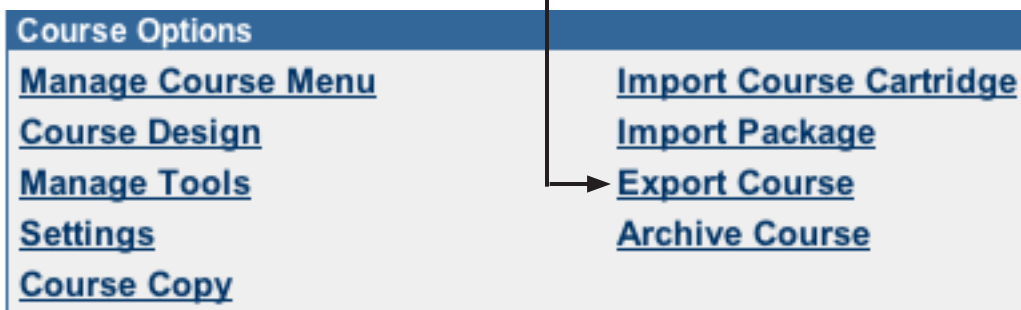 Course Options
Manage Course Menu
Course Design
Manage Tools
Settings
Course Copy
Import Course Cartridge
Import Package
Export Course
Archive Course